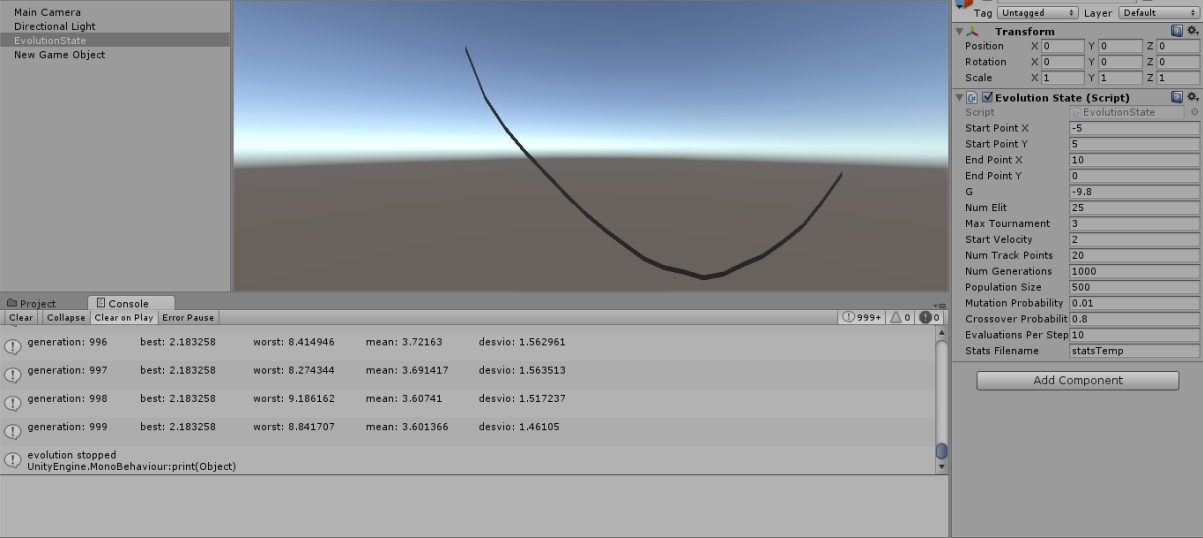 Main Camera
Directional Light
EvolutionState
New Game Object
Tag Untagged Layer Default
Transform
Position X 0 Y 0 Z 0
Rotation X 0 Y 0 Z 0
Scale X 1 Y 1 Z 1
Evolution State (Script)
Script EvolutionState
Start Point X -5
Start Point Y 5
End Point X 10
End Point Y 0
G -9.8
Num Elit 25
Max Tournament 3
Start Velocity 2
Num Track Points 20
Num Generations 1000
Population Size 500
Mutation Probability 0.01
Crossover Probabilit 0.8
Evaluations Per Step 10
Stats Filename statsTemp
Add Component
Project Console
Clear Collapse Clear on Play Error Pause 999+ 0 0
generation: 996 best: 2.183258 worst: 8.414946 mean: 3.72163 desvio: 1.562961
generation: 997 best: 2.183258 worst: 8.274344 mean: 3.691417 desvio: 1.563513
generation: 998 best: 2.183258 worst: 9.186162 mean: 3.60741 desvio: 1.517237
generation: 999 best: 2.183258 worst: 8.841707 mean: 3.601366 desvio: 1.46105
evolution stopped
UnityEngine.MonoBehaviour:print(Object)